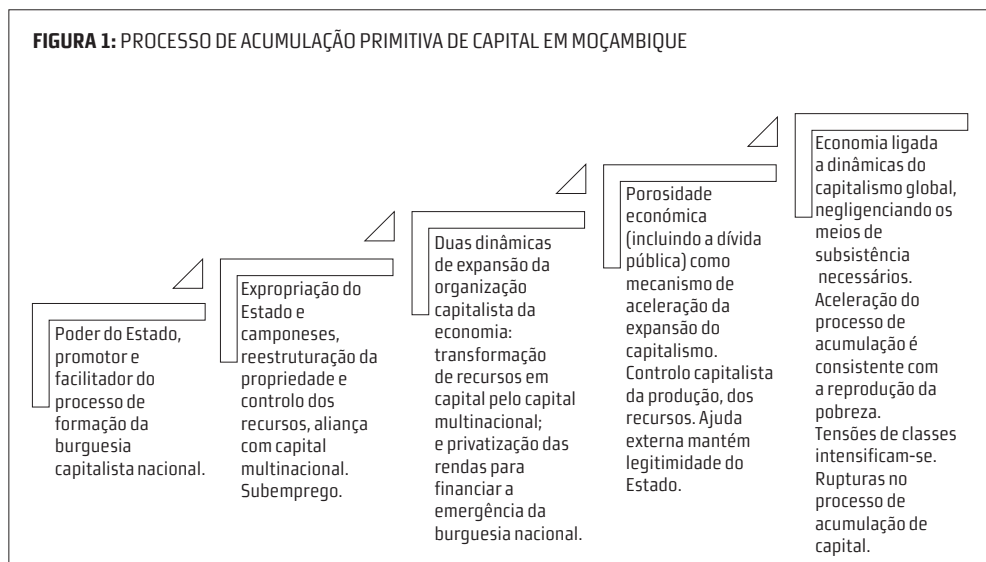 FIGURA 1: PROCESSO DE ACUMULAÇÃO PRIMITIVA DE CAPITAL EM MOÇAMBIQUE
Poder do Estado,
promotor e
facilitador do
processo de
formação da
burguesia
capitalista nacional.
Expropriação do
Estado e
camponeses,
reestruturação da
propriedade e
controlo dos
recursos, aliança
com capital
multinacional.
Subemprego.
Duas dinâmicas
de expansão da
organização
capitalista da
economia:
transformação
de recursos em
capital pelo capital
multinacional;
e privatização das
rendas para
financiar a
emergência da
burguesia nacional.
Porosidade
económica
(incluindo a dívida
pública) como
mecanismo de
aceleração da
expansão do
capitalismo.
Controlo capitalista
da produção, dos
recursos. Ajuda
externa mantém
legitimidade do
Estado.
Economia ligada
a dinâmicas do
capitalismo global,
negligenciando os
meios de
subsistência
necessários.
Aceleração do
processo de
acumulação é
consistente com
a reprodução da
pobreza.
Tensões de classes
intensificam-se.
Rupturas no
processo de
acumulação de
capital.